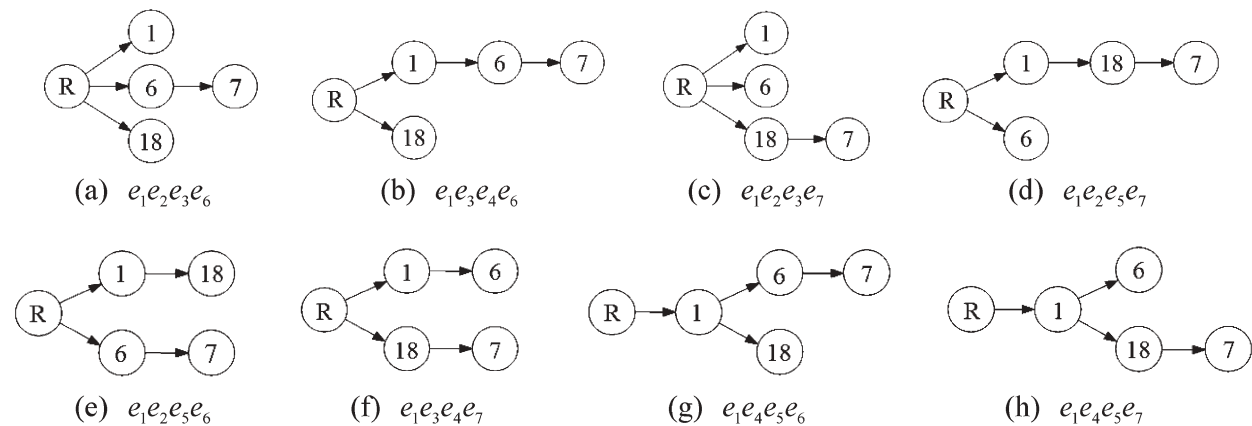 1
R 6 7
18
(a) e₁e₂e₃e₆
1 6 7
R
18
(b) e₁e₃e₄e₆
1
R 6
18 7
(c) e₁e₂e₃e₇
1 18 7
R
6
(d) e₁e₂e₅e₇
1 18
R
6 7
(e) e₁e₂e₅e₆
1 6
R
18 7
(f) e₁e₃e₄e₇
6 7
R 1
18
(g) e₁e₄e₅e₆
6
R 1
18 7
(h) e₁e₄e₅e₇